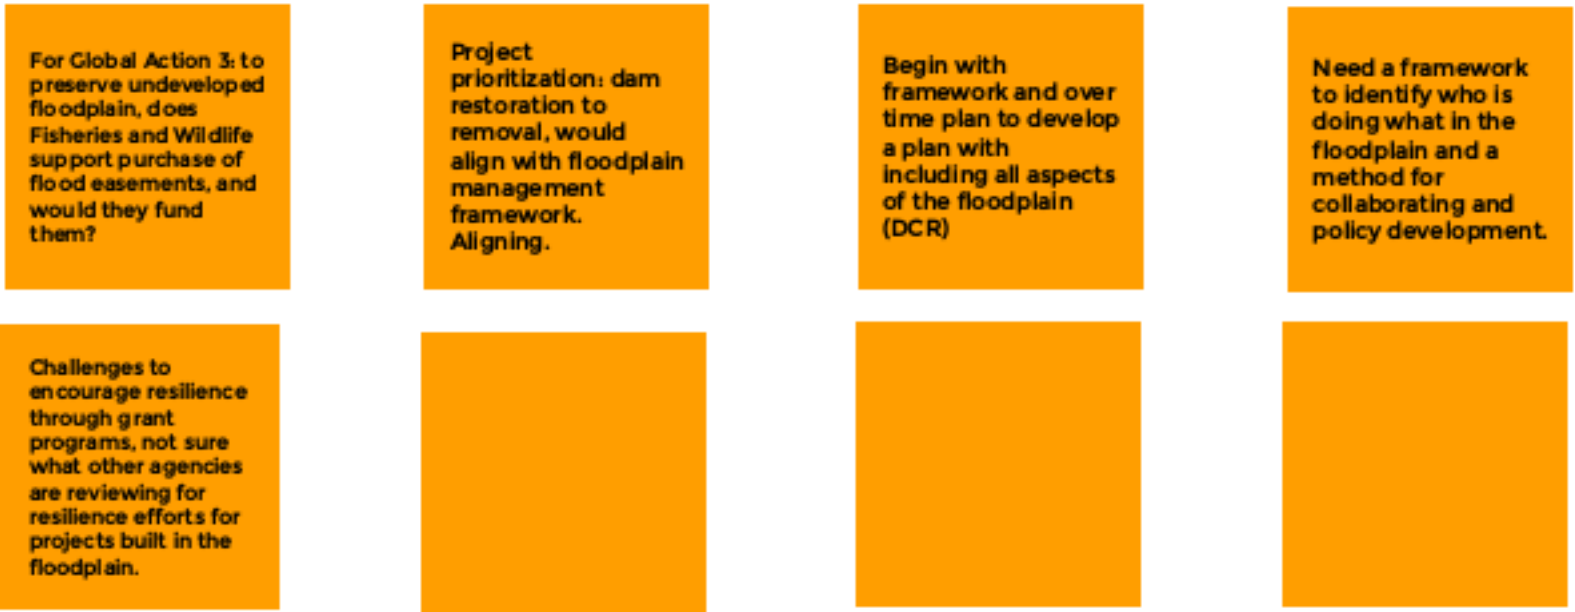 For Global Action 3: to
preserve undeveloped
floodplain, does
Fisheries and Wildlife
support purchase of
flood easements, and
would they fund
them?
Project
prioritization: dam
restoration to
removal, would
align with floodplain
management
framework.
Aligning.
Begin with
framework and over
time plan to develop
a plan with
including all aspects
of the floodplain
(DCR)
Need a framework
to identify who is
doing what in the
floodplain and a
method for
collaborating and
policy development.
Challenges to
encourage resilience
through grant
programs, not sure
what other agencies
are reviewing for
resilience efforts for
projects built in the
floodplain.